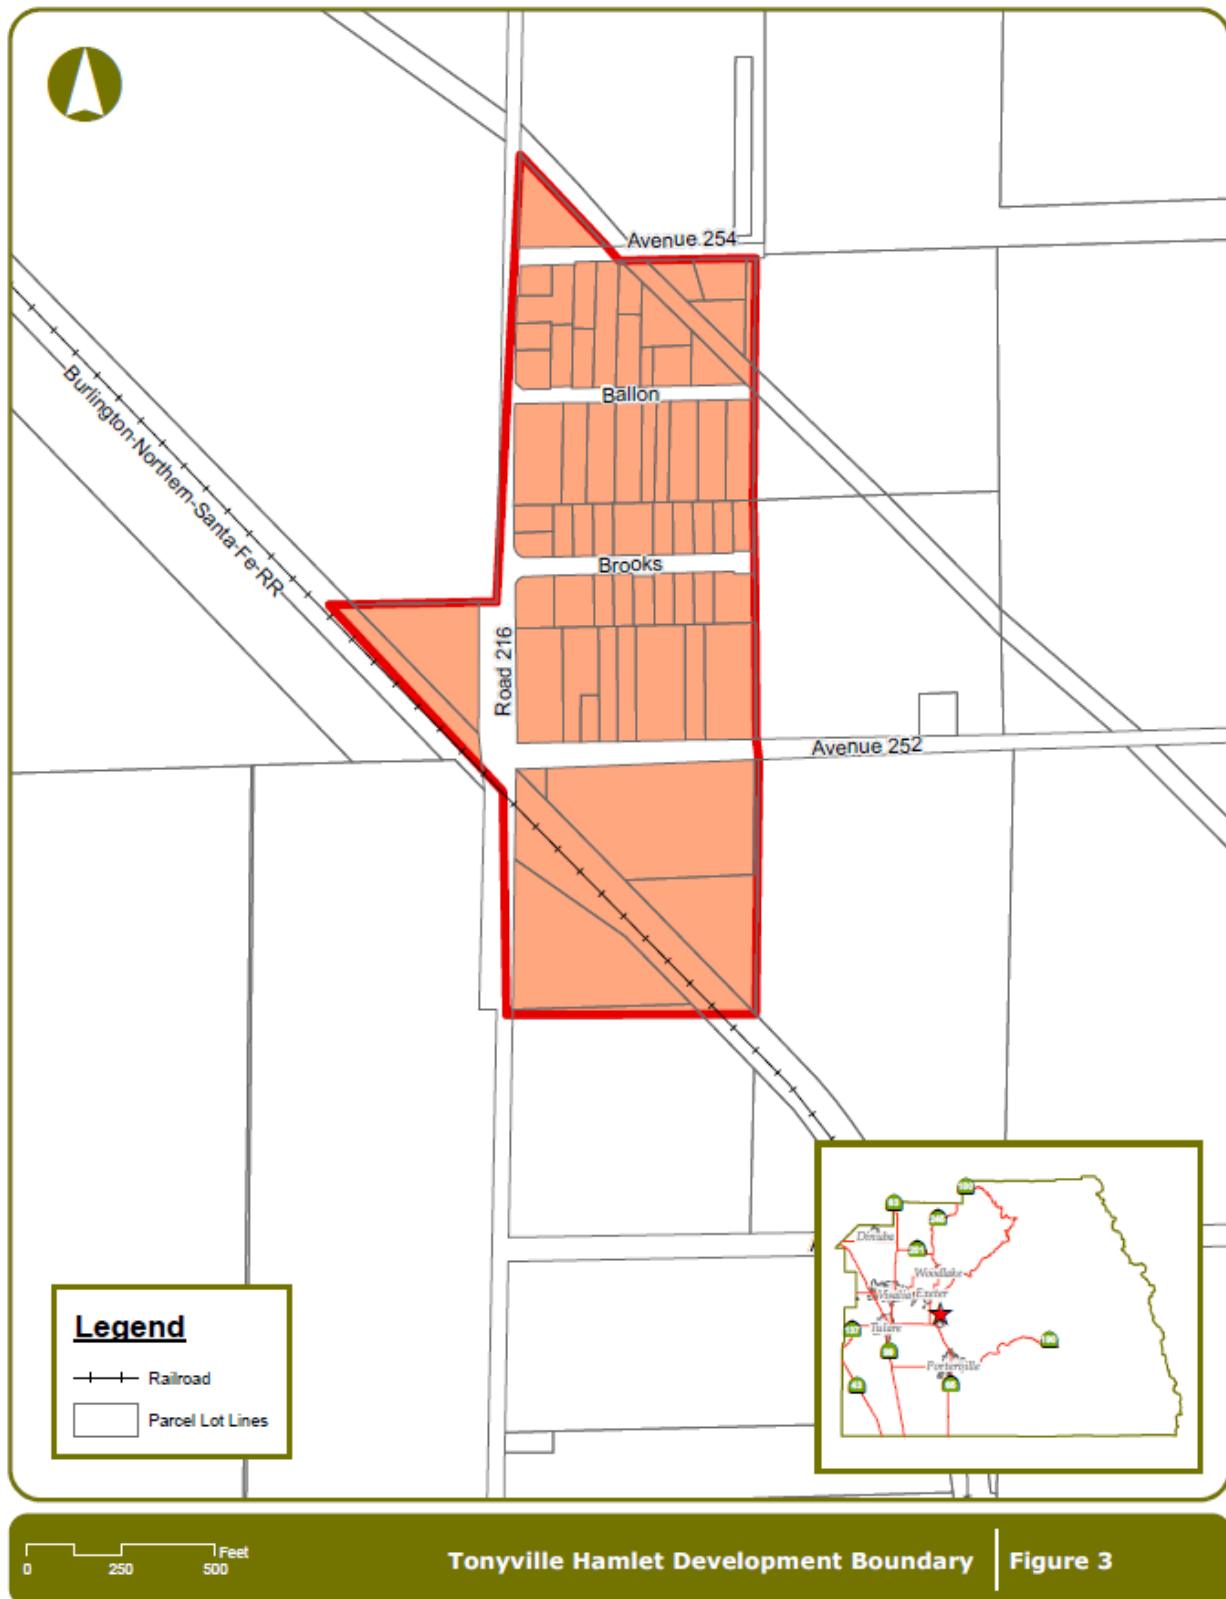 Avenue 254
Ballon
Burlington-Northern-Santa-Fe-RR
Brooks
Road 216
Avenue 252
Dinuba
Woodlake
Visalia
Exeter
Tulare
Porterville
Legend
Railroad
Parcel Lot Lines
Feet
0 250 500
Tonyville Hamlet Development Boundary
Figure 3